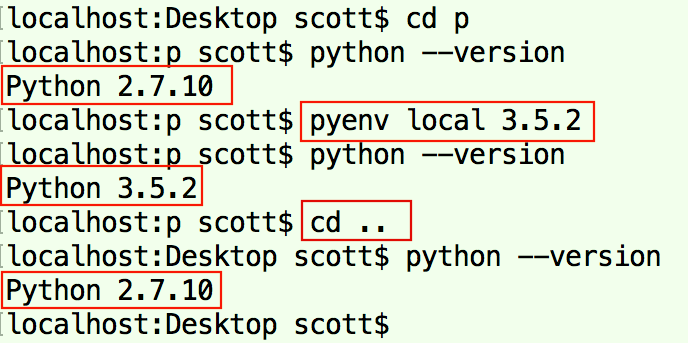 [localhost:Desktop scott$ cd p
[localhost:p scott$ python --version
Python 2.7.10
[localhost:p scott$ pyenv local 3.5.2
[localhost:p scott$ python --version
Python 3.5.2
[localhost:p scott$ cd ..
[localhost:Desktop scott$ python --version
Python 2.7.10
[localhost:Desktop scott$